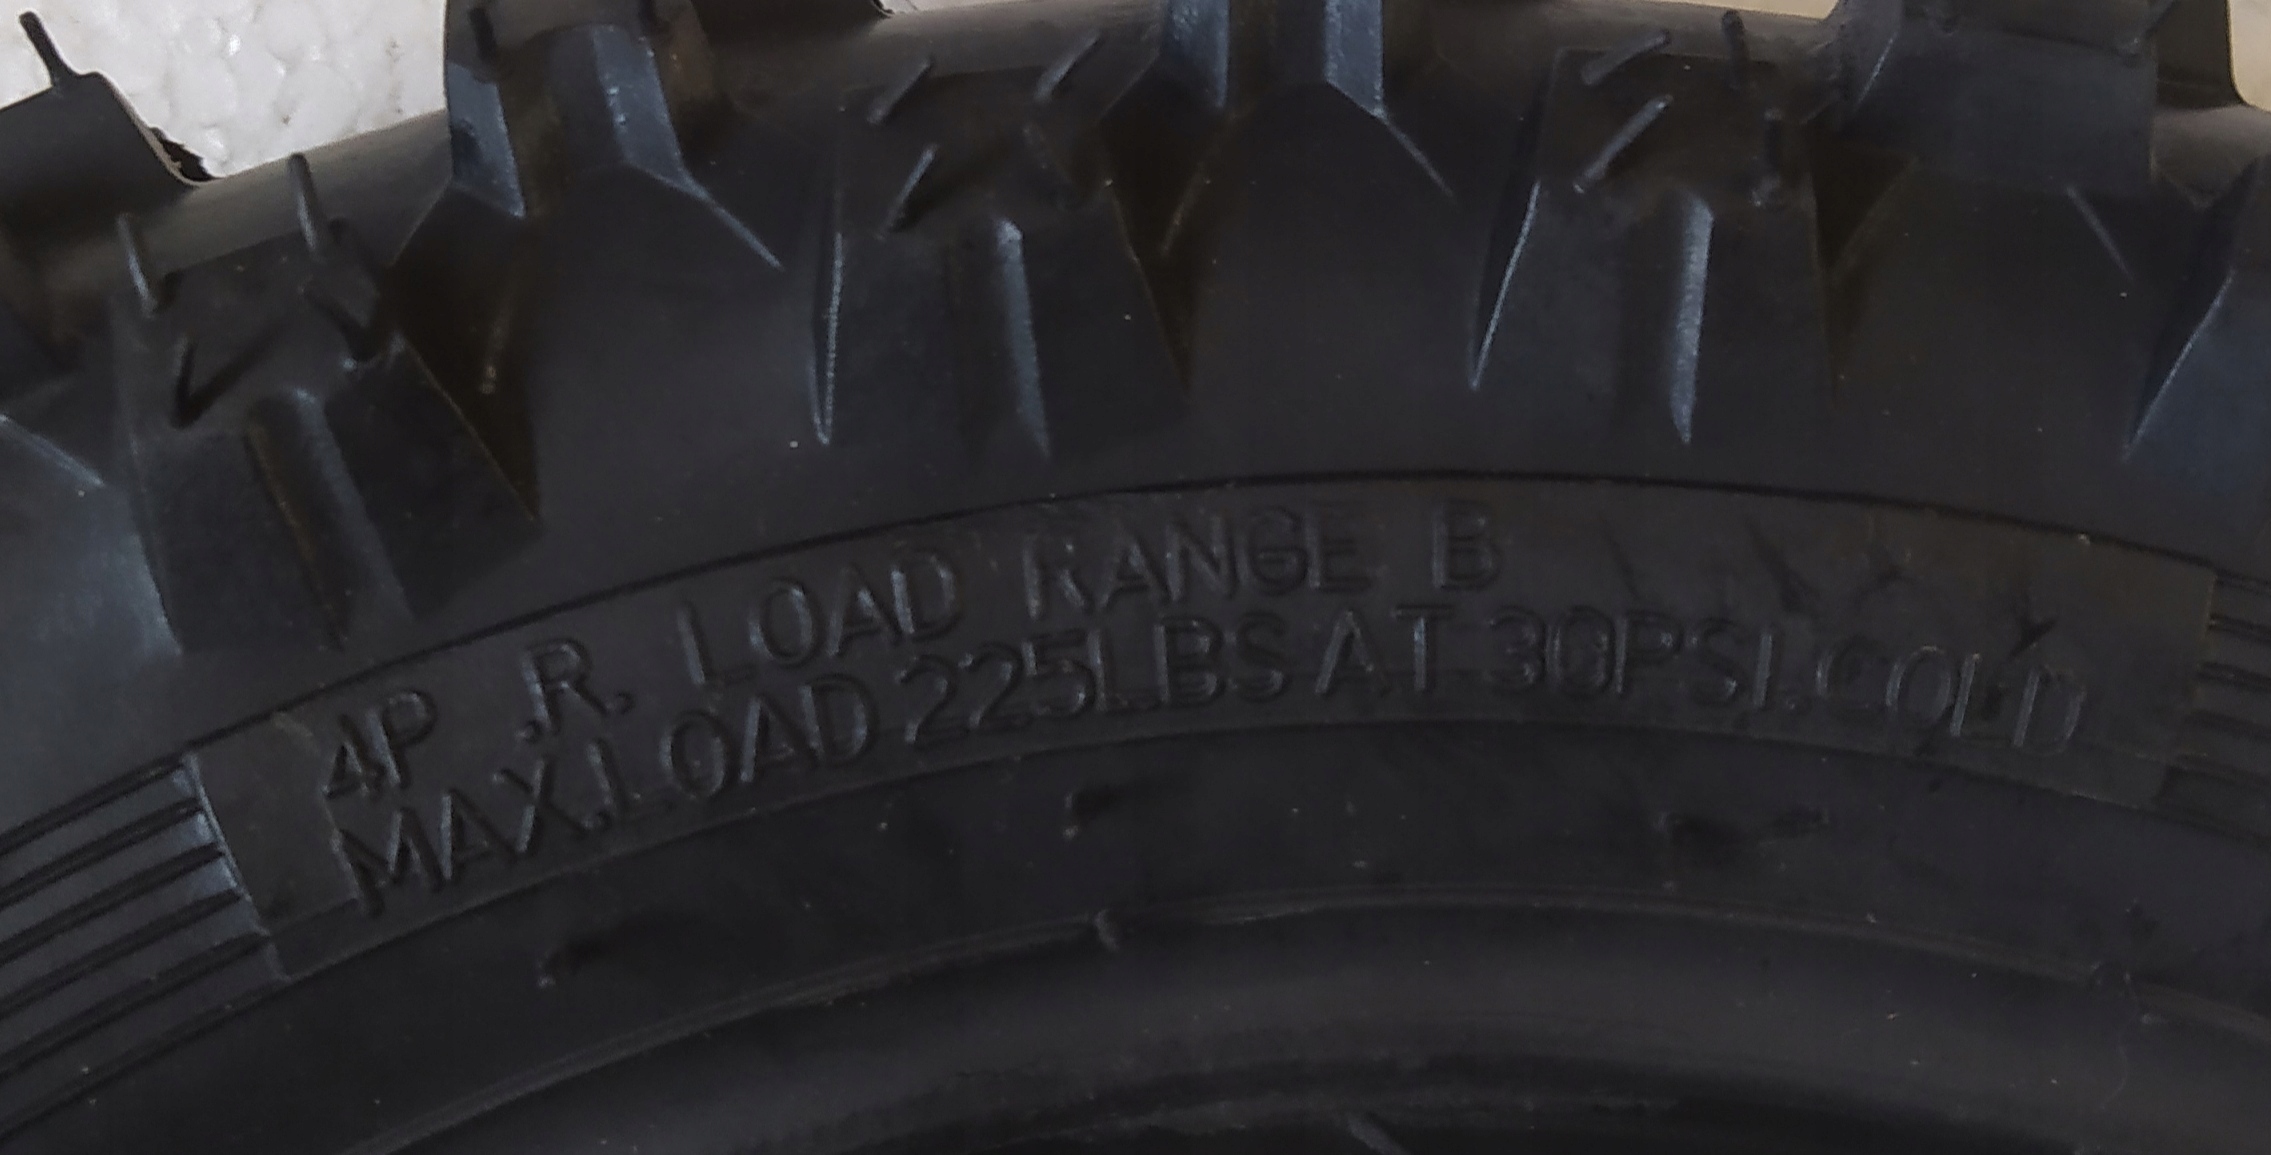 4P .R. LOAD RANGE B
MAX.LOAD 225LBS AT 30PSI.COLD